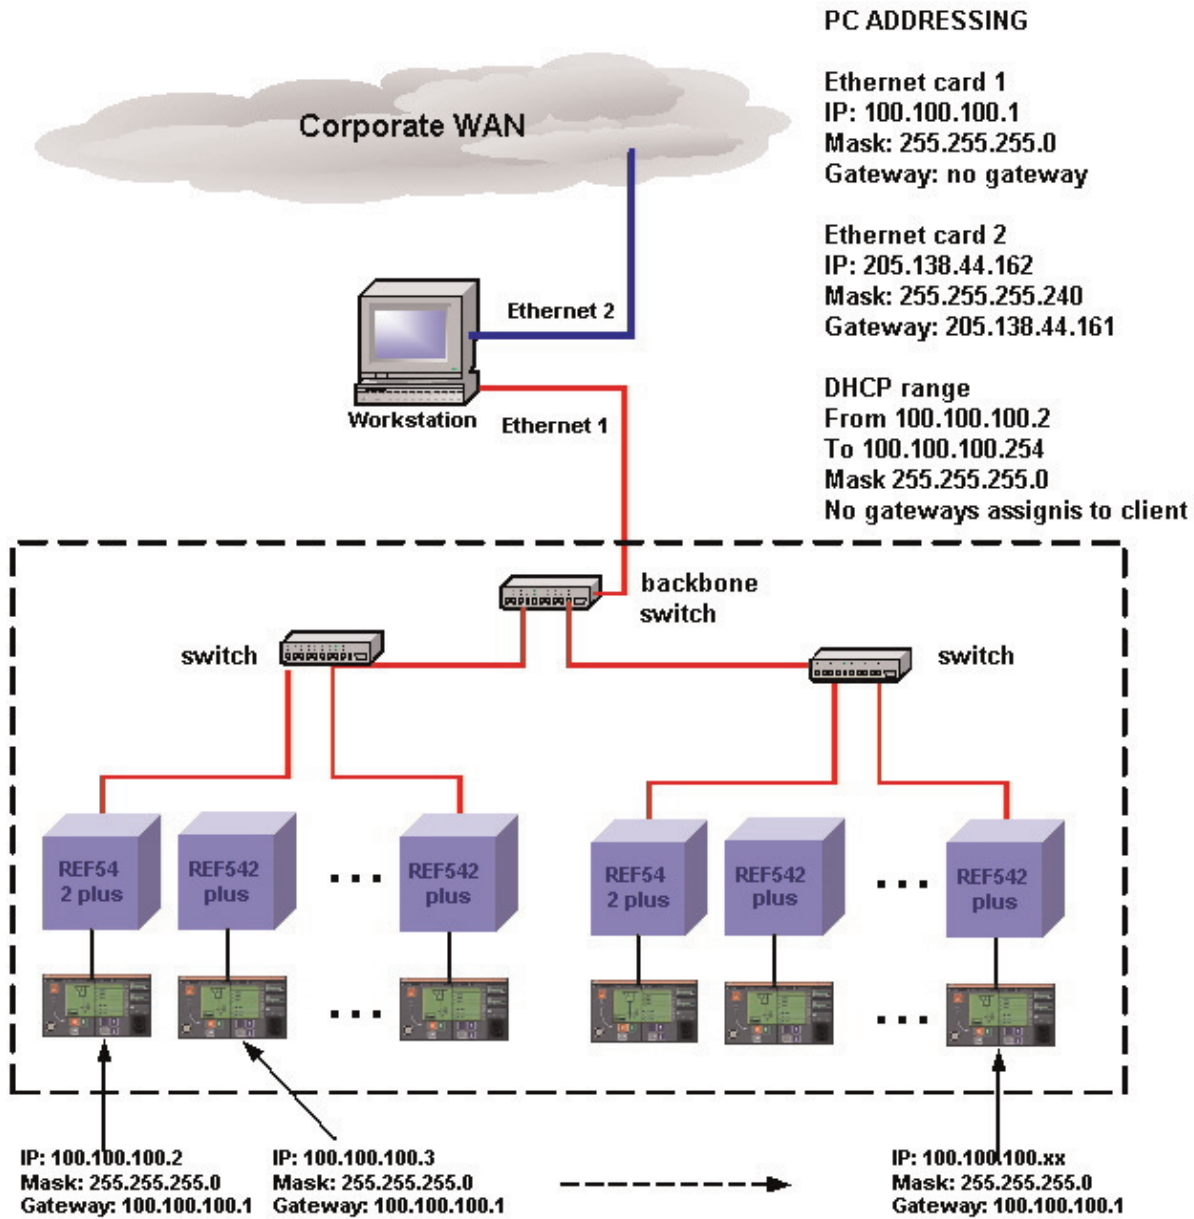 PC ADDRESSING
Ethernet card 1
IP: 100.100.100.1
Mask: 255.255.255.0
Gateway: no gateway
Corporate WAN
Ethernet card 2
IP: 205.138.44.162
Mask: 255.255.255.240
Gateway: 205.138.44.161
Ethernet 2
DHCP range
From 100.100.100.2
To 100.100.100.254
Mask 255.255.255.0
No gateways assignis to client
Workstation
Ethernet 1
backbone
switch
switch
switch
REF54
2 plus
REF542
plus
...
REF542
plus
REF54
2 plus
REF542
plus
...
REF542
plus
...
...
IP: 100.100.100.2
Mask: 255.255.255.0
Gateway: 100.100.100.1
IP: 100.100.100.3
Mask: 255.255.255.0
Gateway: 100.100.100.1
IP: 100.100.100.xx
Mask: 255.255.255.0
Gateway: 100.100.100.1